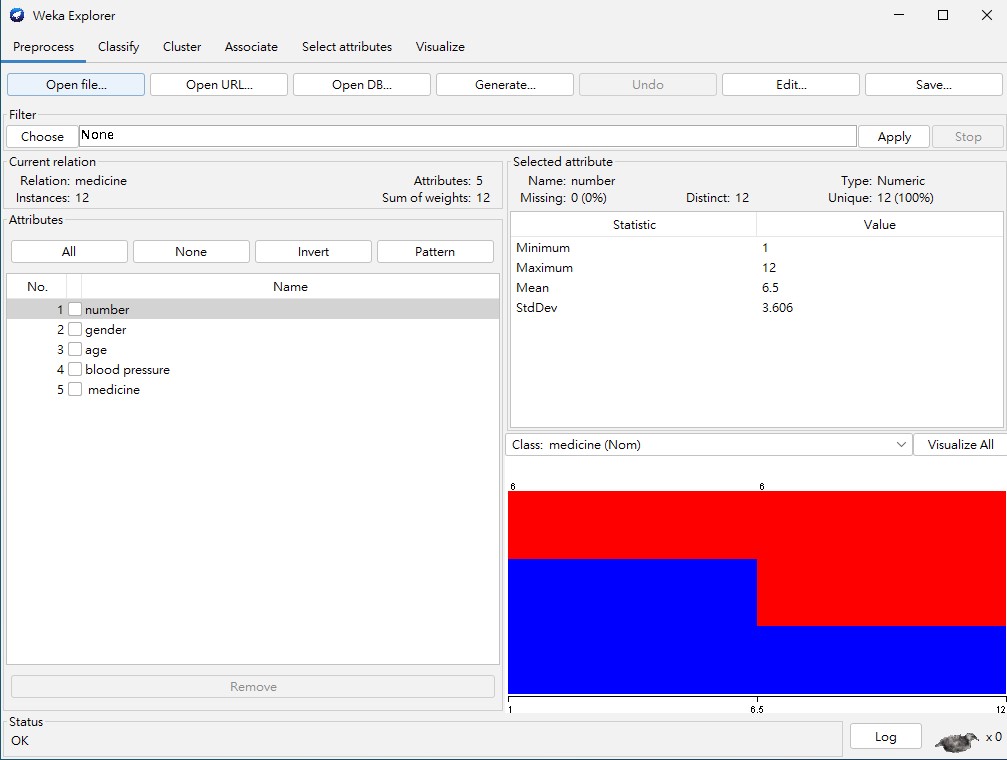 Weka Explorer
Preprocess Classify Cluster Associate Select attributes Visualize
Open file... Open URL... Open DB... Generate... Undo Edit... Save...
Filter
Choose None Apply Stop
Current relation
Relation: medicine Attributes: 5
Instances: 12 Sum of weights: 12
Attributes
All None Invert Pattern
No. Name
1 number
2 gender
3 age
4 blood pressure
5 medicine
Remove
Selected attribute
Name: number Type: Numeric
Missing: 0 (0%) Distinct: 12 Unique: 12 (100%)
Statistic Value
Minimum 1
Maximum 12
Mean 6.5
StdDev 3.606
Class: medicine (Nom) Visualize All
6 6
1 6.5 12
Status
OK Log x 0